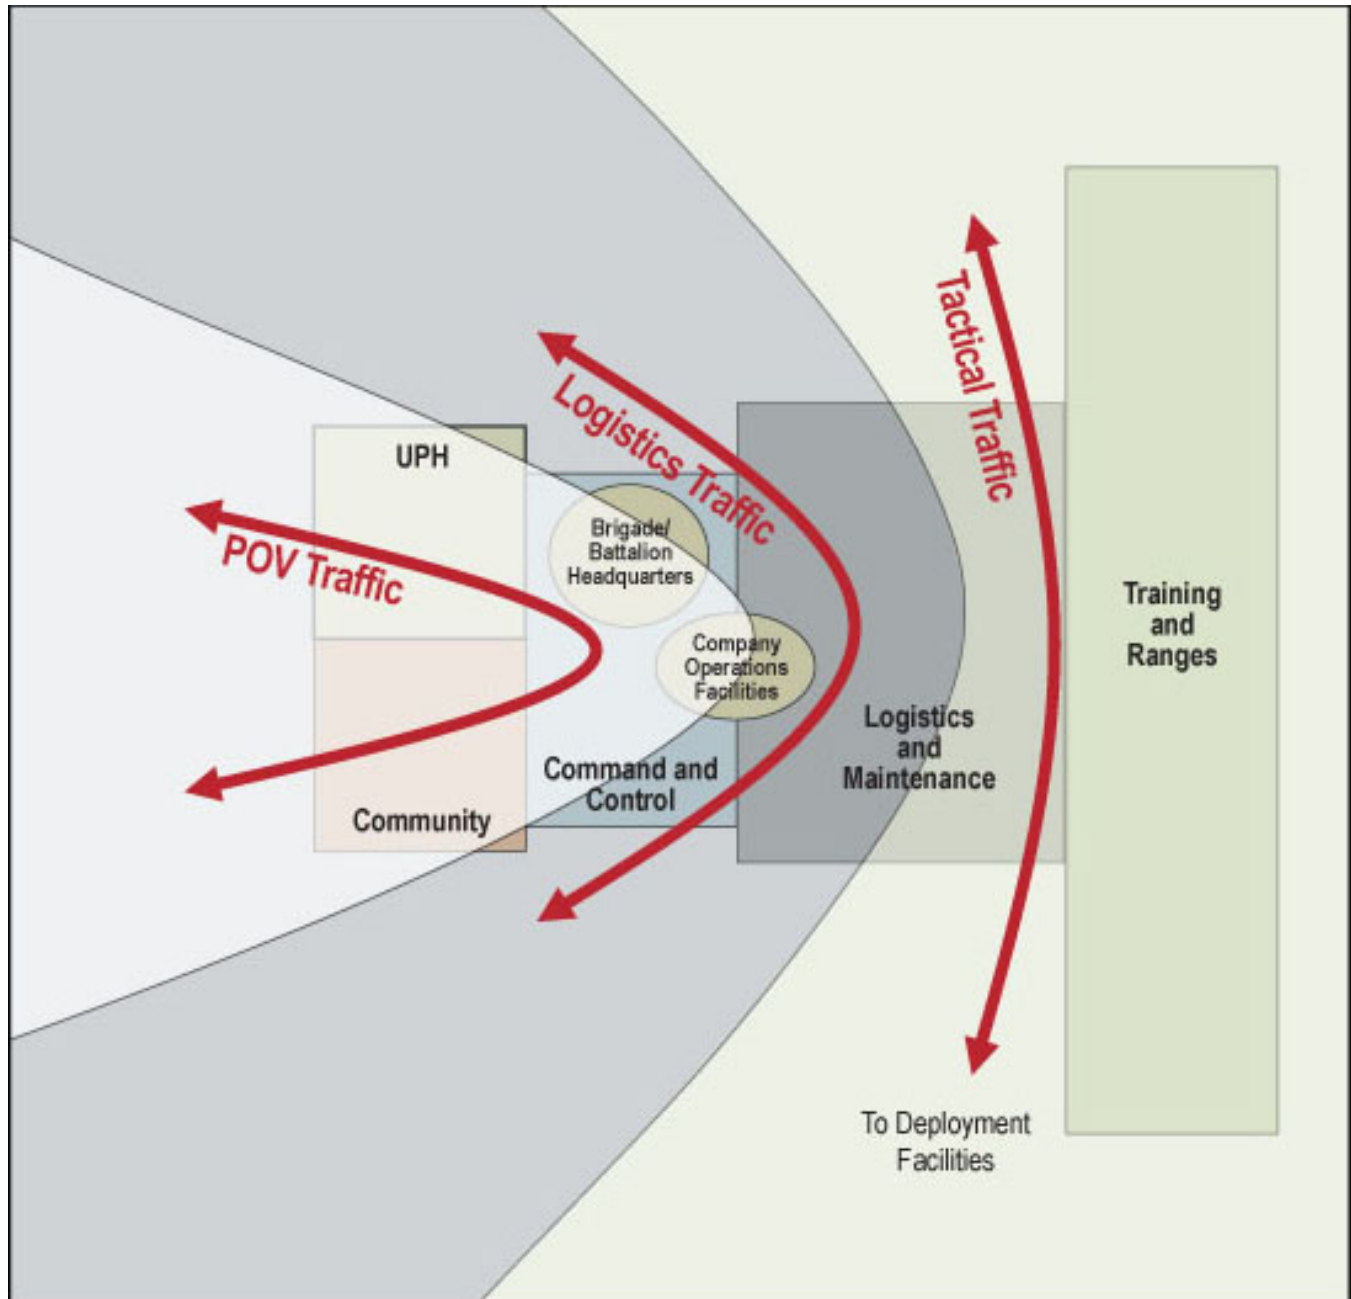 UPH
POV Traffic
Community
Brigade/
Battalion
Headquarters
Company
Operations
Facilities
Command and
Control
Logistics Traffic
Logistics
and
Maintenance
Tactical Traffic
Training
and
Ranges
To Deployment
Facilities